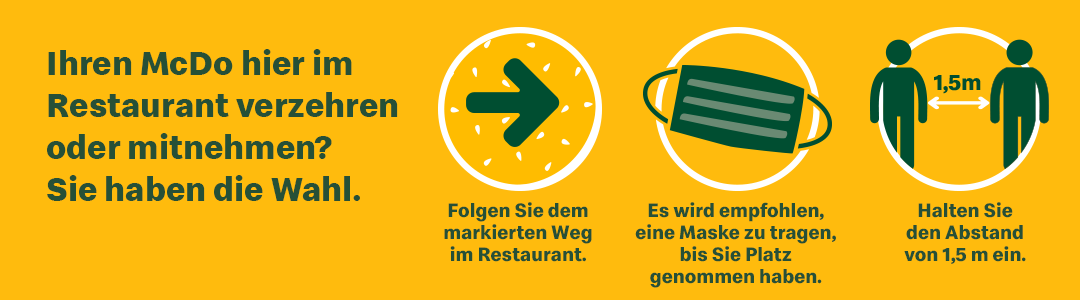 Ihren McDo hier im
Restaurant verzehren
oder mitnehmen?
Sie haben die Wahl.
Folgen Sie dem
markierten Weg
im Restaurant.
Es wird empfohlen,
eine Maske zu tragen,
bis Sie Platz
genommen haben.
1,5m
Halten Sie
den Abstand
von 1,5 m ein.